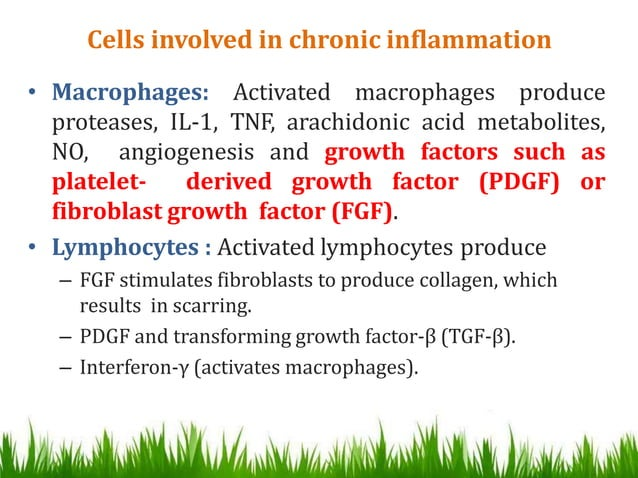 Cells involved in chronic inflammation
• Macrophages: Activated macrophages produce
proteases, IL-1, TNF, arachidonic acid metabolites,
NO, angiogenesis and growth factors such as
platelet- derived growth factor (PDGF) or
fibroblast growth factor (FGF).
• Lymphocytes : Activated lymphocytes produce
– FGF stimulates fibroblasts to produce collagen, which
results in scarring.
– PDGF and transforming growth factor-β (TGF-β).
– Interferon-γ (activates macrophages).